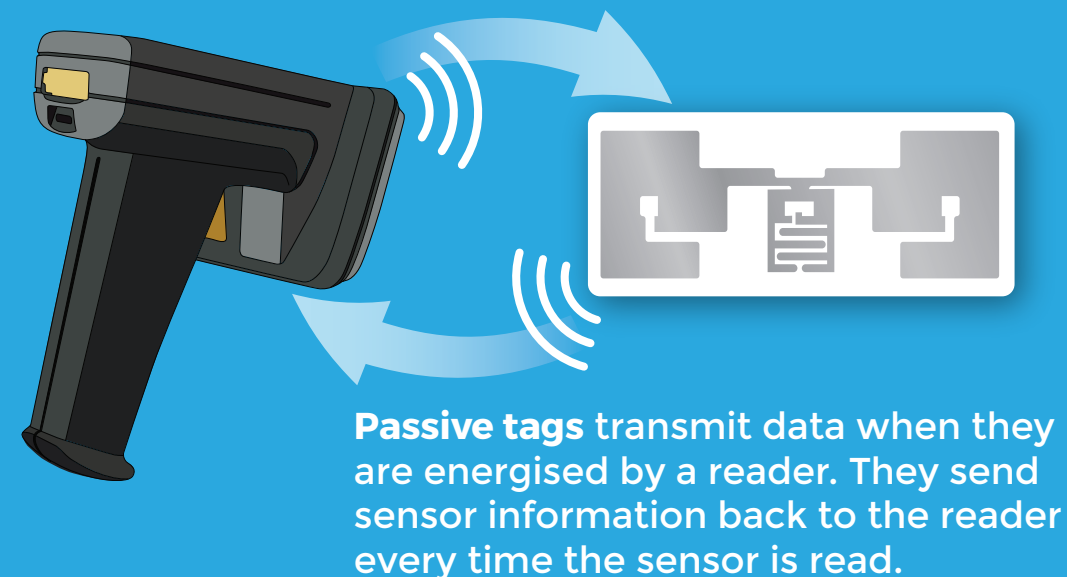 Passive tags transmit data when they
are energised by a reader. They send
sensor information back to the reader
every time the sensor is read.